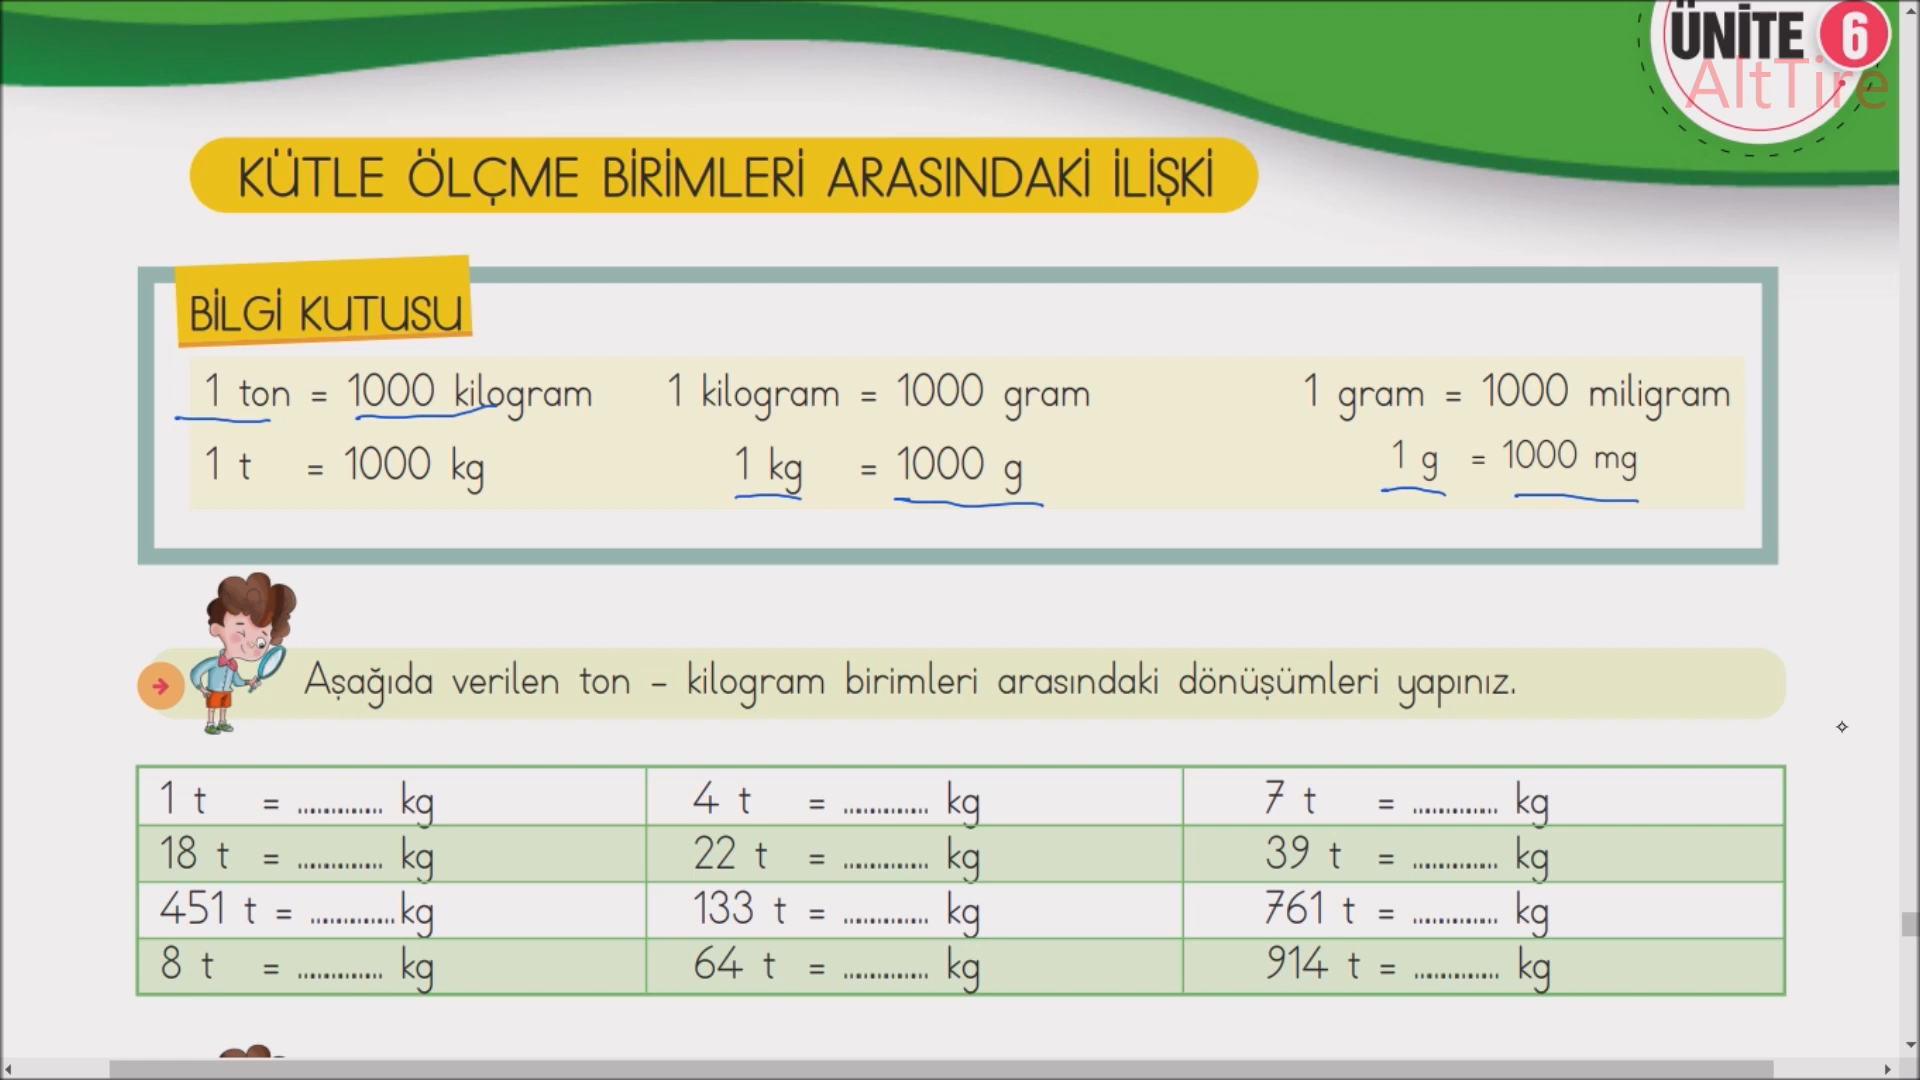 ÜNİTE 6
AltTire
KÜTLE ÖLÇME BİRİMLERİ ARASINDAKİ İLİŞKİ
BİLGİ KUTUSU
1 ton = 1000 kilogram 1 kilogram = 1000 gram 1 gram = 1000 miligram
1 t = 1000 kg 1 kg = 1000 g 1 g = 1000 mg
Aşağıda verilen ton – kilogram birimleri arasındaki dönüşümleri yapınız.
1 t = ............. kg 4 t = ............. kg 7 t = ............. kg
18 t = ............. kg 22 t = ............. kg 39 t = ............. kg
451 t = .............kg 133 t = ............. kg 761 t = ............. kg
8 t = ............. kg 64 t = ............. kg 914 t = ............. kg